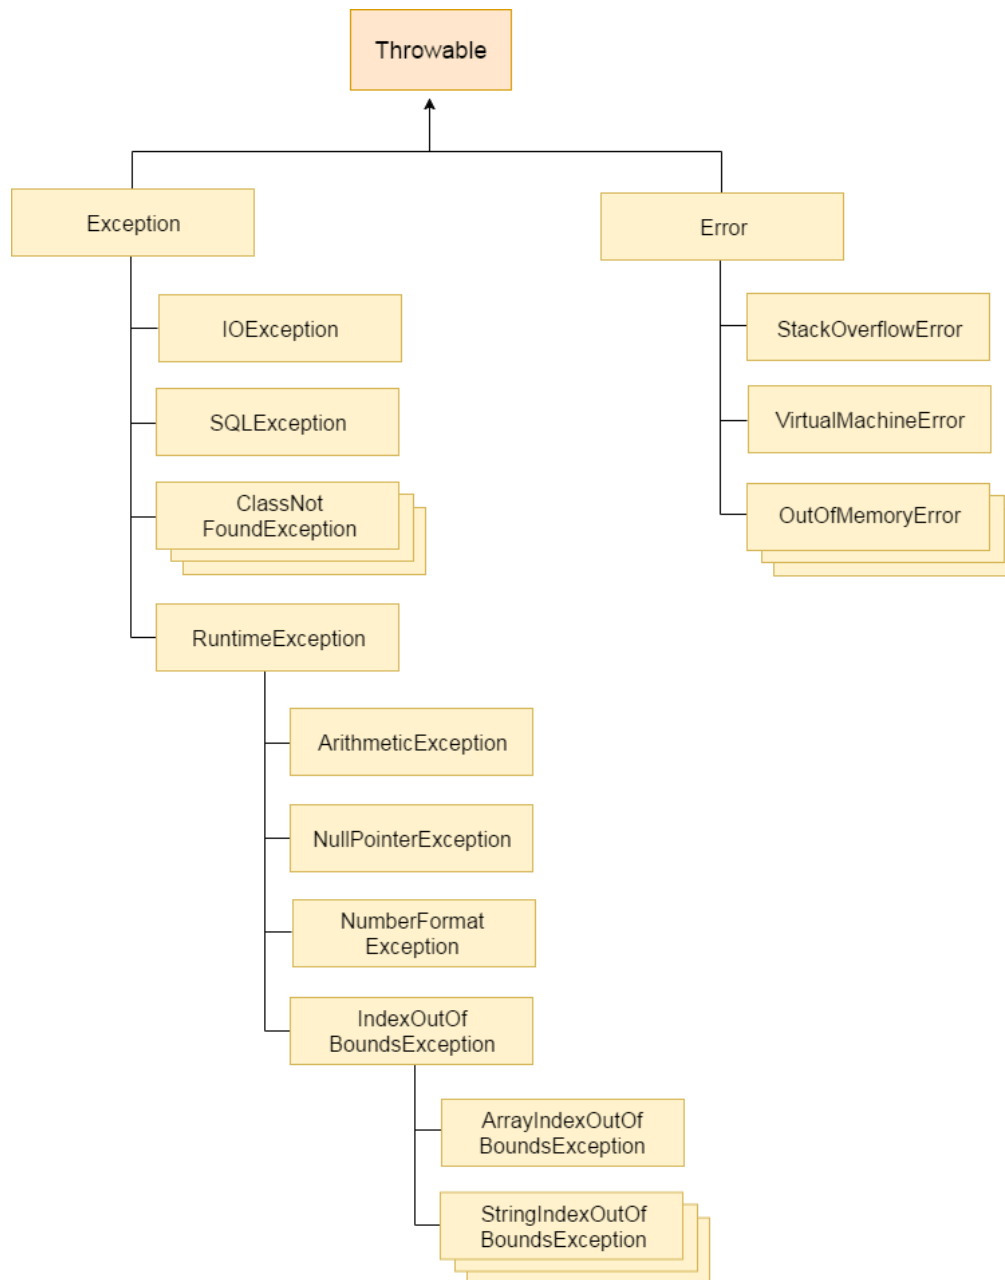 Throwable
Exception
Error
IOException
StackOverflowError
SQLException
VirtualMachineError
ClassNot
FoundException
OutOfMemoryError
RuntimeException
ArithmeticException
NullPointerException
NumberFormat
Exception
IndexOutOf
BoundsException
ArrayIndexOutOf
BoundsException
StringIndexOutOf
BoundsException